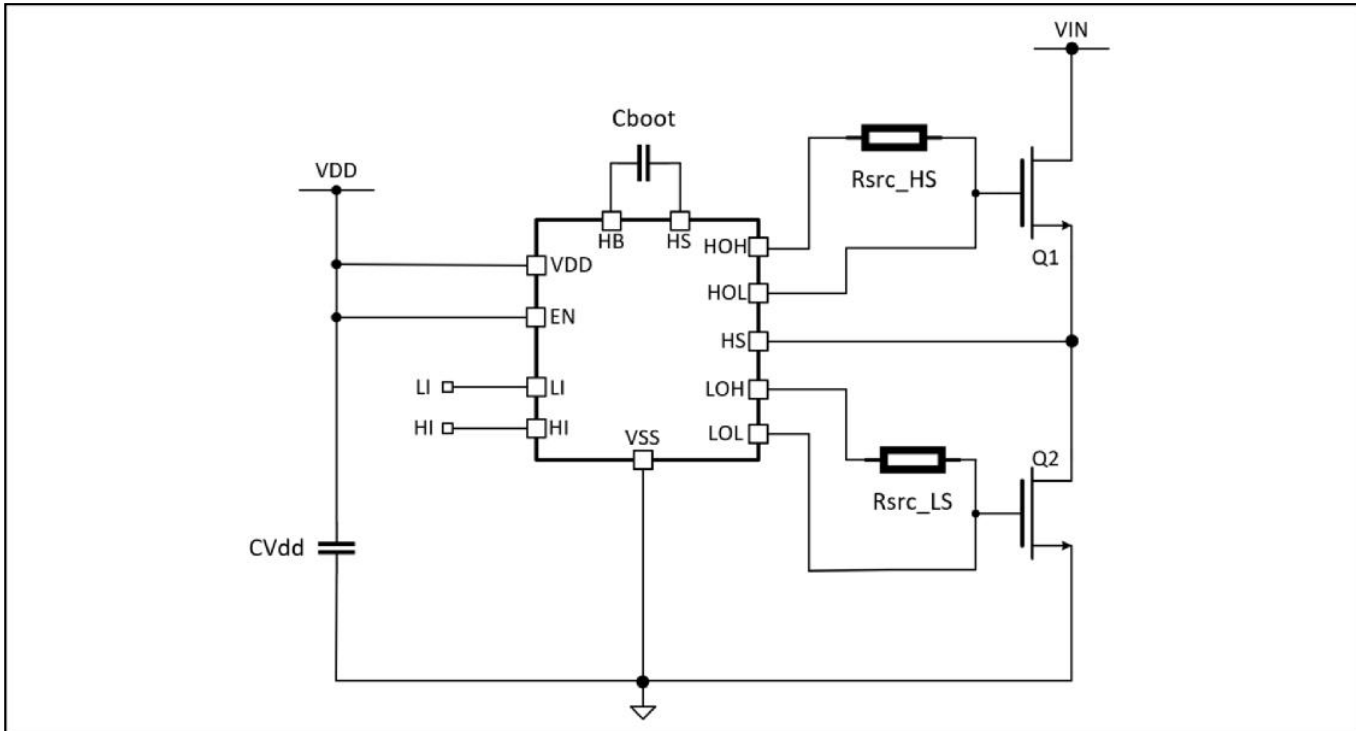 VIN
Cboot
VDD
Rsrc_HS
HB HS
HOH
Q1
VDD
HOL
EN
HS
LI LI
LOH
HI HI
VSS
LOL
Q2
Rsrc_LS
CVdd